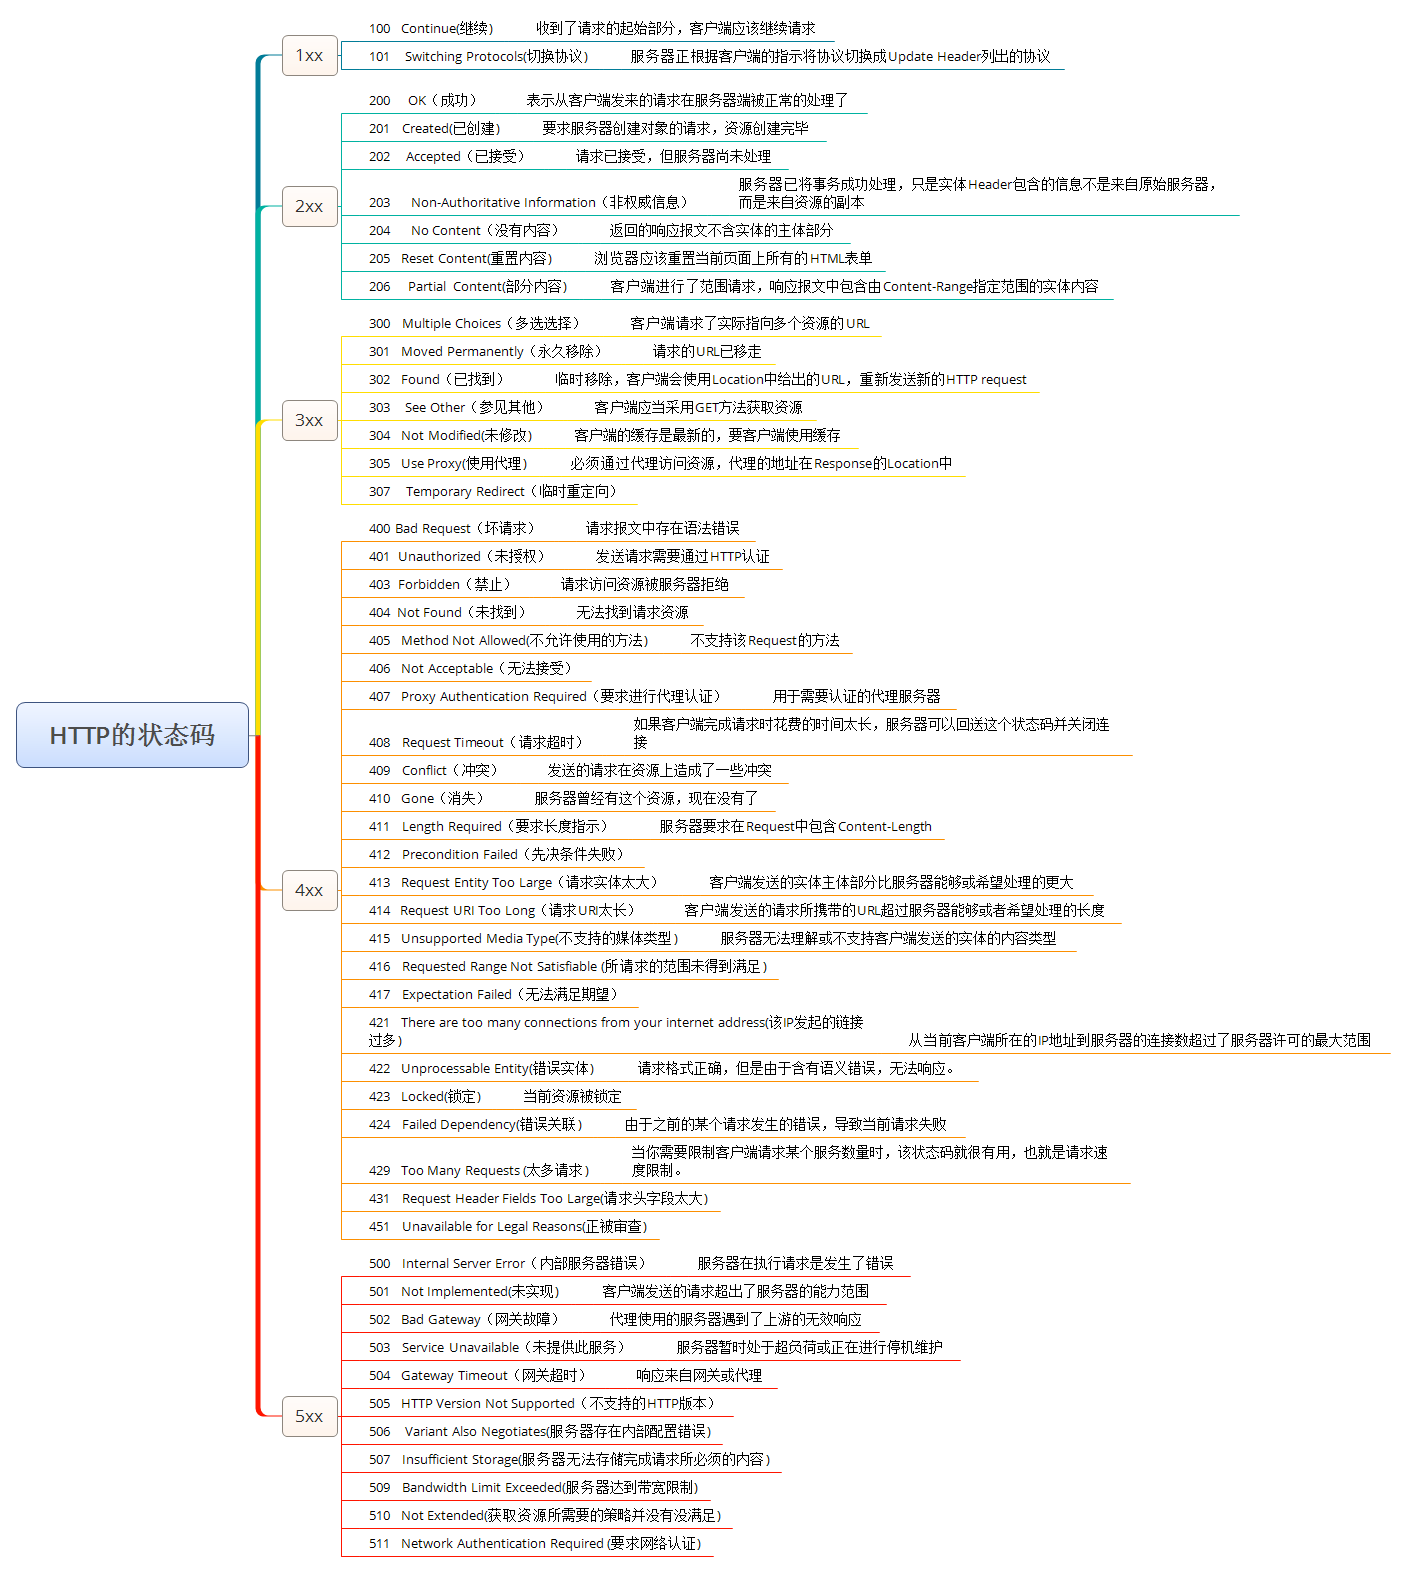 HTTP的状态码
1xx
100 Continue(继续) 收到了请求的起始部分，客户端应该继续请求
101 Switching Protocols(切换协议) 服务器正根据客户端的指示将协议切换成Update Header列出的协议
2xx
200 OK（成功） 表示从客户端发来的请求在服务器端被正常的处理了
201 Created(已创建) 要求服务器创建对象的请求，资源创建完毕
202 Accepted（已接受） 请求已接受，但服务器尚未处理
服务器已将事务成功处理，只是实体Header包含的信息不是来自原始服务器，
203 Non-Authoritative Information（非权威信息） 而是来自资源的副本
204 No Content（没有内容） 返回的响应报文不含实体的主体部分
205 Reset Content(重置内容) 浏览器应该重置当前页面上所有的HTML表单
206 Partial Content(部分内容) 客户端进行了范围请求，响应报文中包含由Content-Range指定范围的实体内容
3xx
300 Multiple Choices（多选选择） 客户端请求了实际指向多个资源的URL
301 Moved Permanently（永久移除） 请求的URL已移走
302 Found（已找到） 临时移除，客户端会使用Location中给出的URL，重新发送新的HTTP request
303 See Other（参见其他） 客户端应当采用GET方法获取资源
304 Not Modified(未修改) 客户端的缓存是最新的，要客户端使用缓存
305 Use Proxy(使用代理) 必须通过代理访问资源，代理的地址在Response的Location中
307 Temporary Redirect（临时重定向）
4xx
400 Bad Request（坏请求） 请求报文中存在语法错误
401 Unauthorized（未授权） 发送请求需要通过HTTP认证
403 Forbidden（禁止） 请求访问资源被服务器拒绝
404 Not Found（未找到） 无法找到请求资源
405 Method Not Allowed(不允许使用的方法) 不支持该Request的方法
406 Not Acceptable（无法接受）
407 Proxy Authentication Required（要求进行代理认证） 用于需要认证的代理服务器
如果客户端完成请求时花费的时间太长，服务器可以回送这个状态码并关闭连
408 Request Timeout（请求超时） 接
409 Conflict（冲突） 发送的请求在资源上造成了一些冲突
410 Gone（消失） 服务器曾经有这个资源，现在没有了
411 Length Required（要求长度指示） 服务器要求在Request中包含Content-Length
412 Precondition Failed（先决条件失败）
413 Request Entity Too Large（请求实体太大） 客户端发送的实体主体部分比服务器能够或希望处理的更大
414 Request URI Too Long（请求URI太长） 客户端发送的请求所携带的URL超过服务器能够或者希望处理的长度
415 Unsupported Media Type(不支持的媒体类型) 服务器无法理解或不支持客户端发送的实体的内容类型
416 Requested Range Not Satisfiable (所请求的范围未得到满足)
417 Expectation Failed（无法满足期望）
421 There are too many connections from your internet address(该IP发起的链接
过多) 从当前客户端所在的IP地址到服务器的连接数超过了服务器许可的最大范围
422 Unprocessable Entity(错误实体) 请求格式正确，但是由于含有语义错误，无法响应。
423 Locked(锁定) 当前资源被锁定
424 Failed Dependency(错误关联) 由于之前的某个请求发生的错误，导致当前请求失败
当你需要限制客户端请求某个服务数量时，该状态码就很有用，也就是请求速
429 Too Many Requests (太多请求) 度限制。
431 Request Header Fields Too Large(请求头字段太大)
451 Unavailable for Legal Reasons(正被审查)
5xx
500 Internal Server Error（内部服务器错误） 服务器在执行请求是发生了错误
501 Not Implemented(未实现) 客户端发送的请求超出了服务器的能力范围
502 Bad Gateway（网关故障） 代理使用的服务器遇到了上游的无效响应
503 Service Unavailable（未提供此服务） 服务器暂时处于超负荷或正在进行停机维护
504 Gateway Timeout（网关超时） 响应来自网关或代理
505 HTTP Version Not Supported（不支持的HTTP版本）
506 Variant Also Negotiates(服务器存在内部配置错误)
507 Insufficient Storage(服务器无法存储完成请求所必须的内容)
509 Bandwidth Limit Exceeded(服务器达到带宽限制)
510 Not Extended(获取资源所需要的策略并没有没满足)
511 Network Authentication Required (要求网络认证)